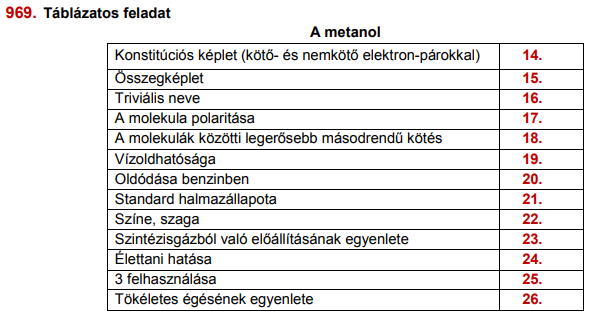 969. Táblázatos feladat
A metanol
Konstitúciós képlet (kötő- és nemkötő elektron-párokkal) 14.
Összegképlet 15.
Triviális neve 16.
A molekula polaritása 17.
A molekulák közötti legerősebb másodrendű kötés 18.
Vízoldhatósága 19.
Oldódása benzinben 20.
Standard halmazállapota 21.
Színe, szaga 22.
Szintézisgázból való előállításának egyenlete 23.
Élettani hatása 24.
3 felhasználása 25.
Tökéletes égésének egyenlete 26.